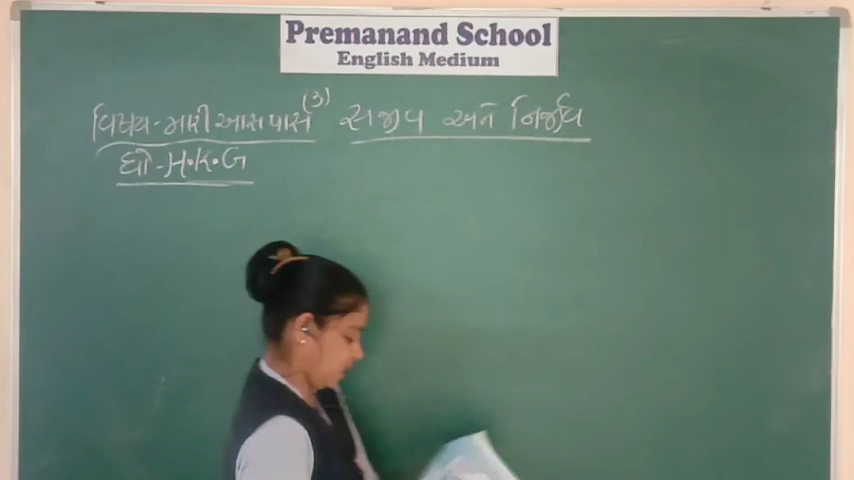 Premanand School
English Medium
વિષય-મારી આસપાસ (3) સજીવ અને નિર્જીવ
ધો-H.K.G